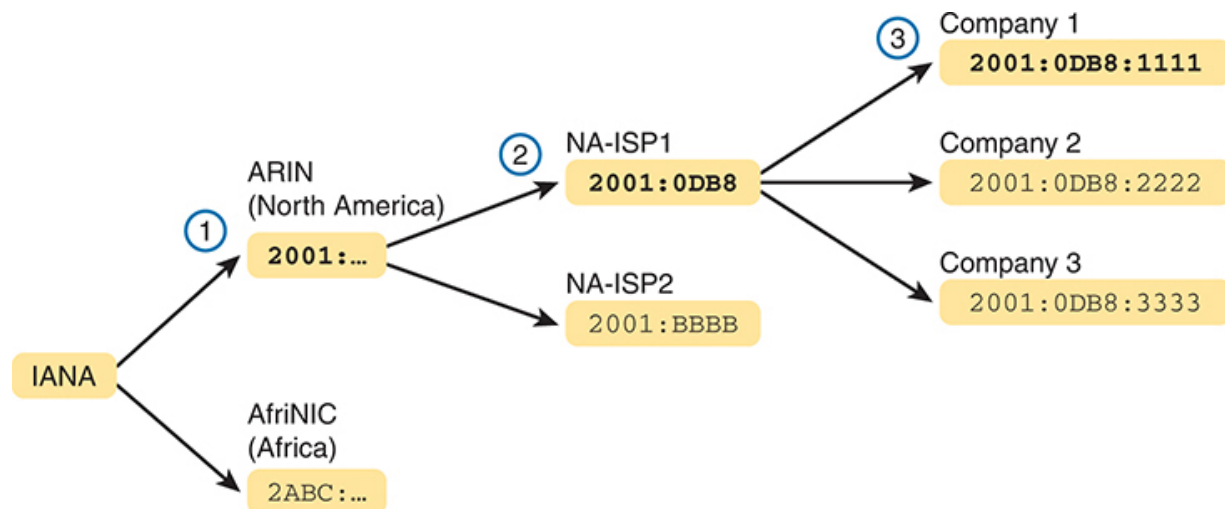 IANA
1
ARIN
(North America)
2001:…
AfriNIC
(Africa)
2ABC:…
2
NA-ISP1
2001:0DB8
NA-ISP2
2001:BBBB
3
Company 1
2001:0DB8:1111
Company 2
2001:0DB8:2222
Company 3
2001:0DB8:3333